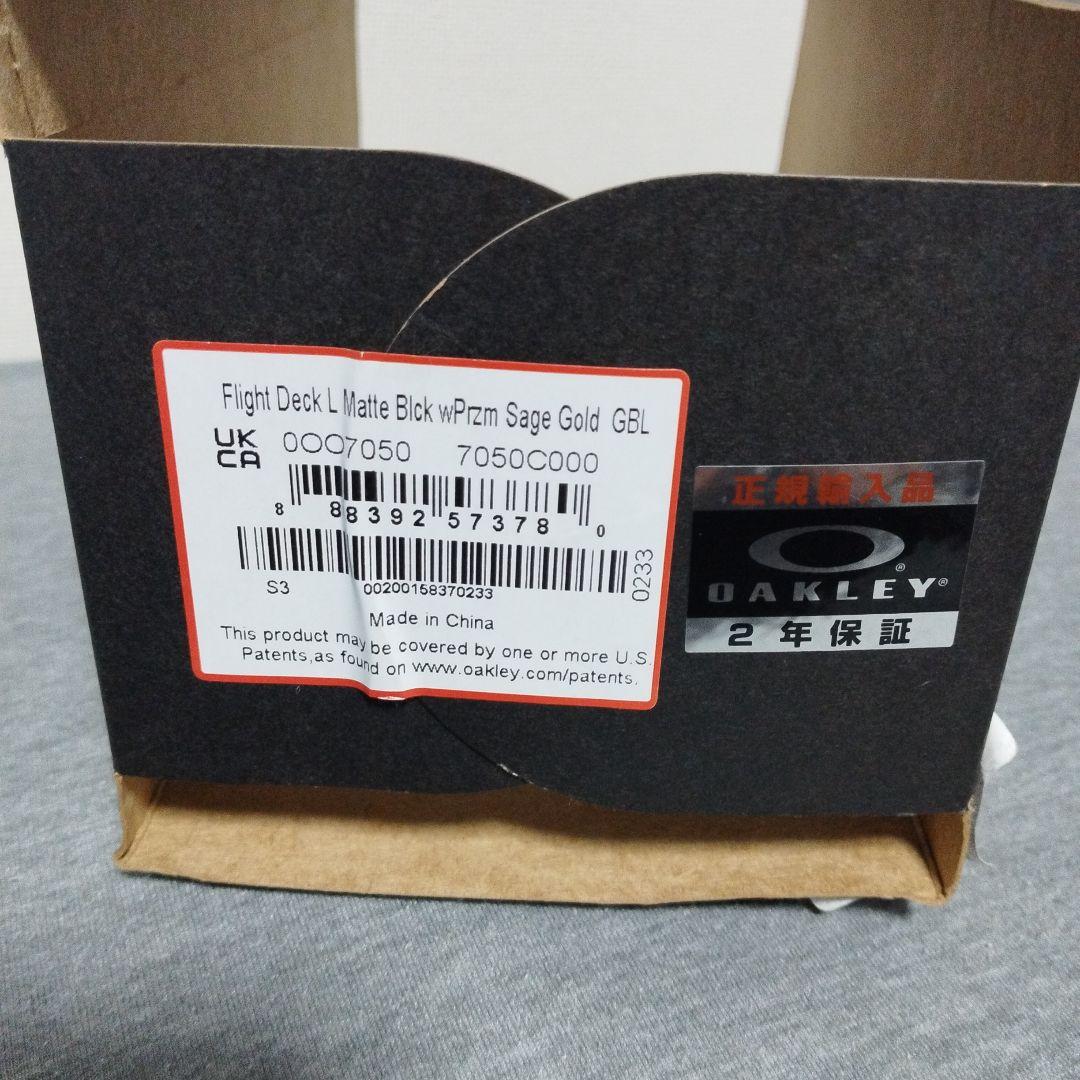 Flight Deck L Matte Blck wPrzm Sage Gold GBL
UK
CA
0OO7050 7050C000
8 88392 57378 0
0233
S3 00200158370233
Made in China
This product may be covered by one or more U.S.
Patents,as found on www.oakley.com/patents.
正規輸入品
OAKLEY®
2年保証